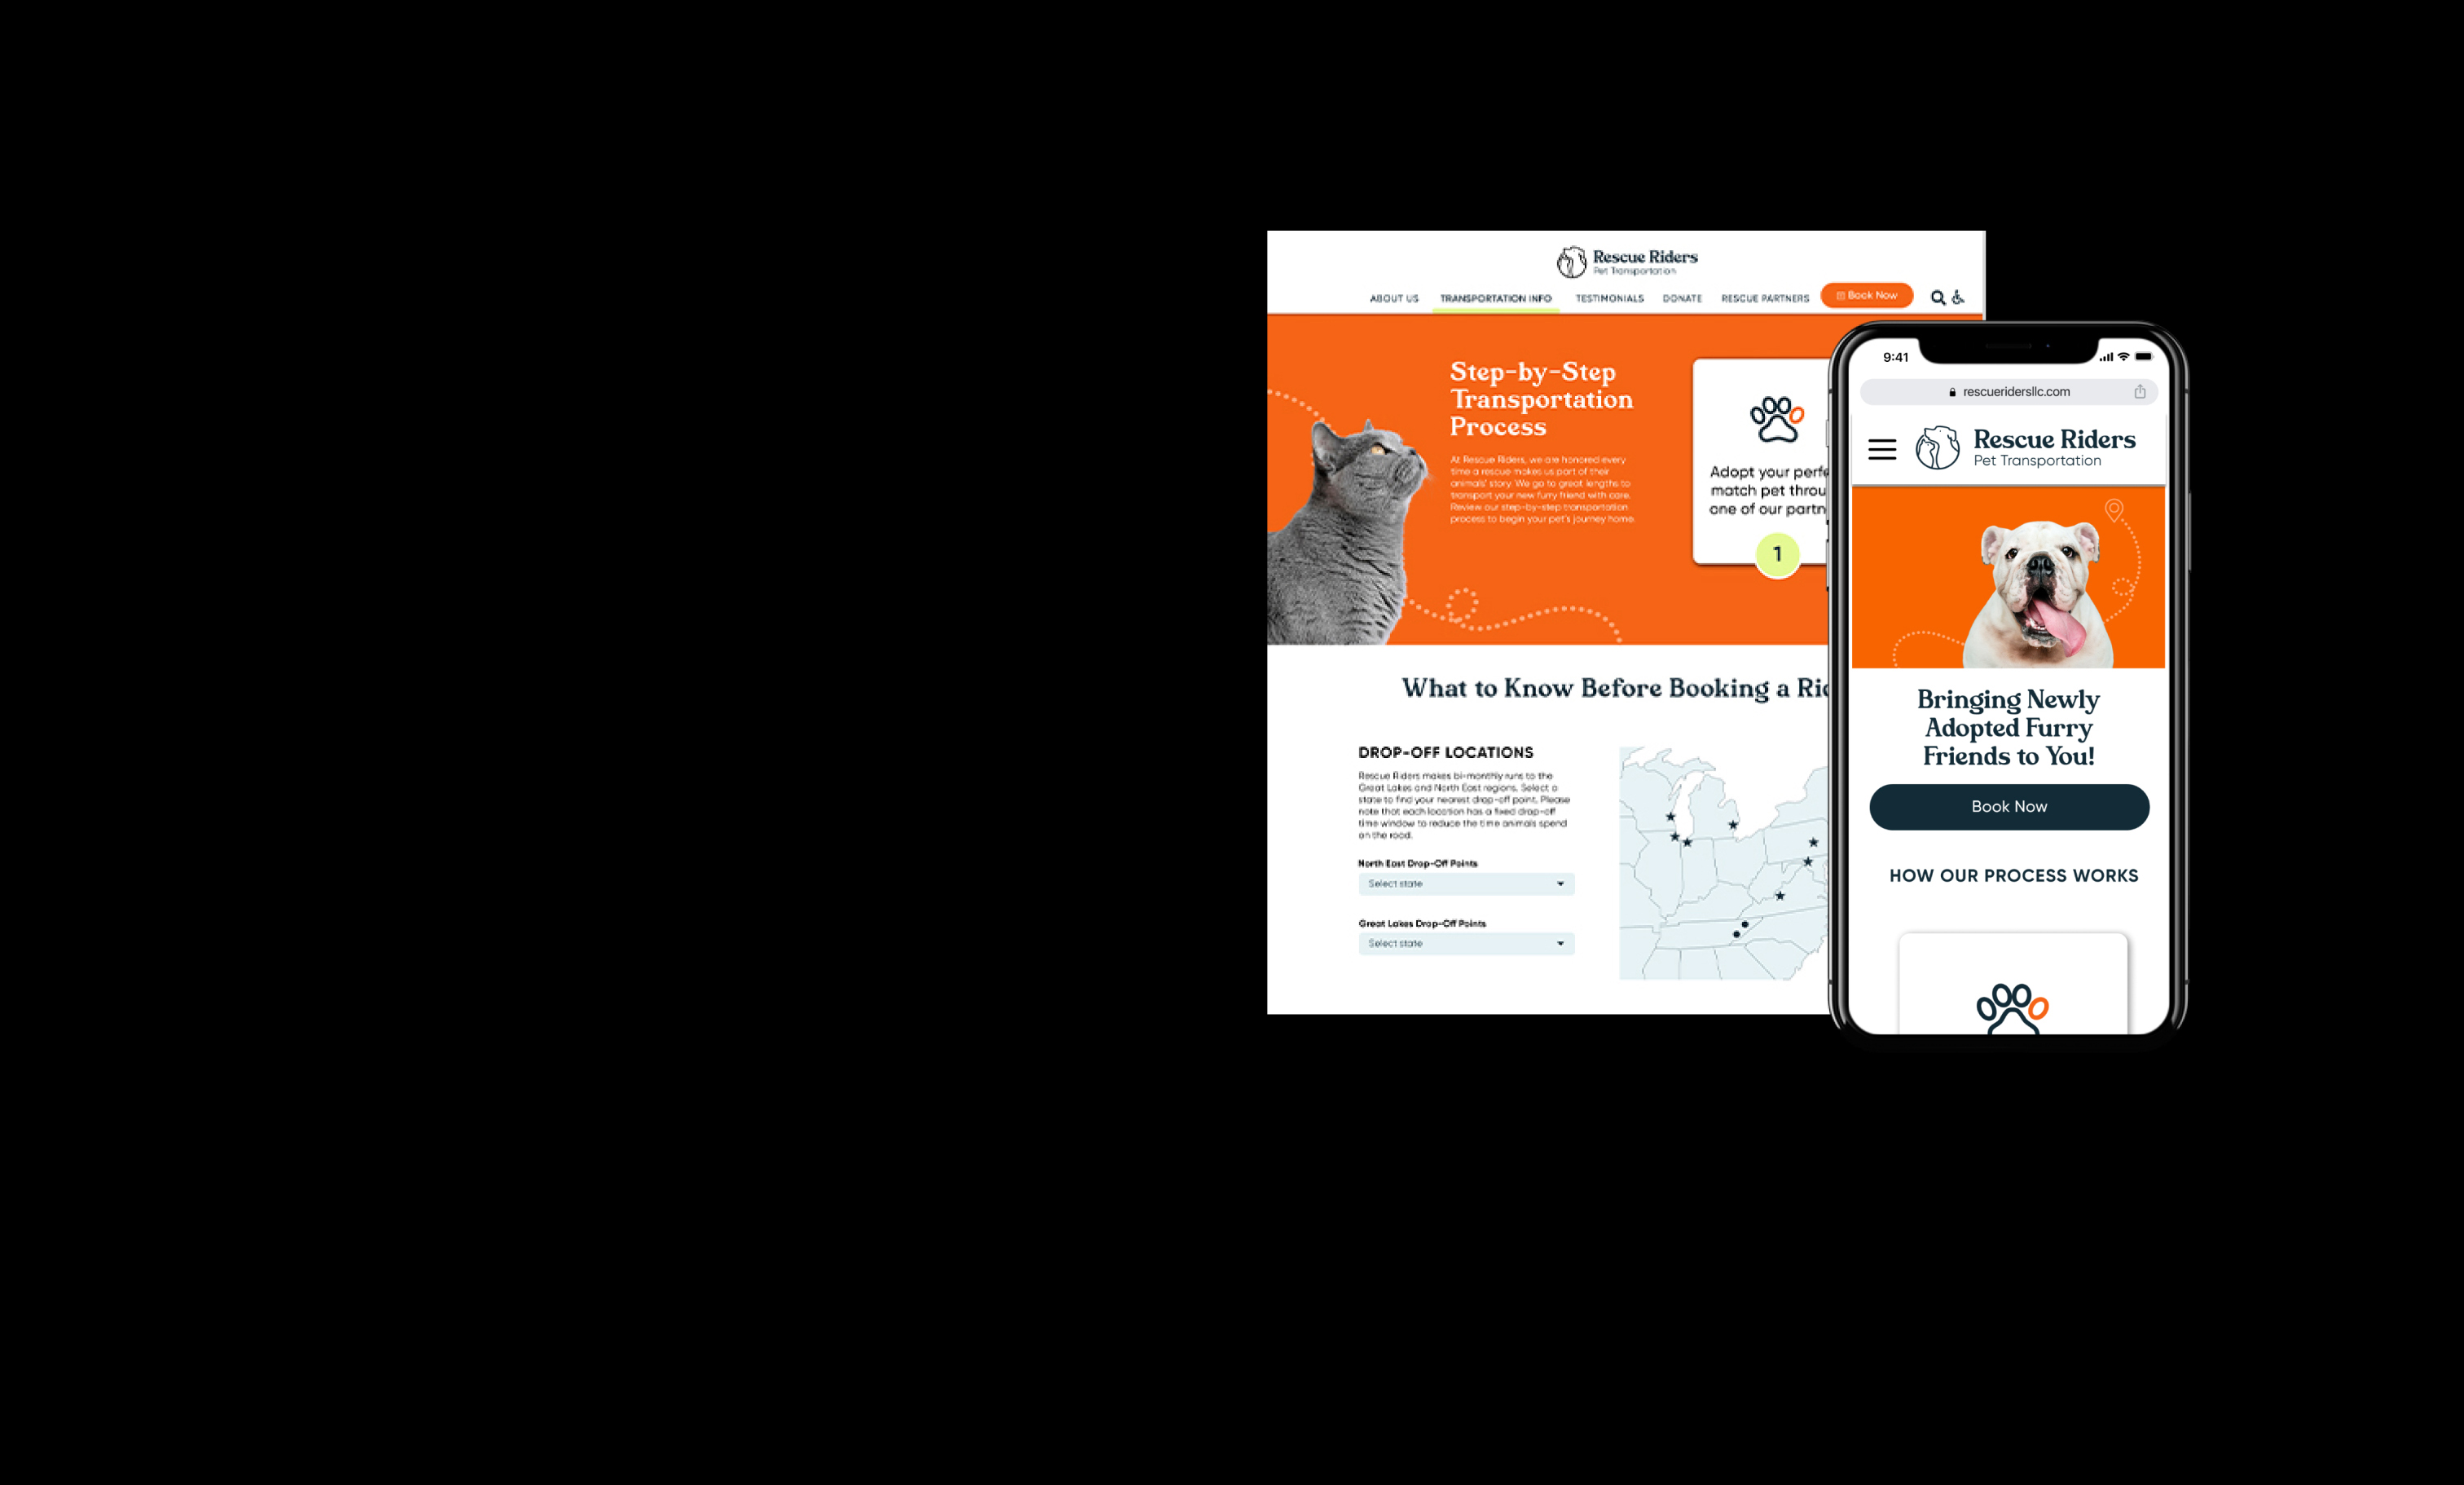 Rescue Riders
Pet Transportation
ABOUT US
TRANSPORTATION INFO
TESTIMONIALS
DONATE
RESCUE PARTNERS
Book Now
Step-by-Step
Transportation
Process
At Rescue Riders, we are honored every
time a rescue makes us part of their
animals' story. We go to great lengths to
transport your new furry friend with care.
Review our step-by-step transportation
process to begin your pet's journey home.
Adopt your perfe
match pet throu
one of our partn
1
What to Know Before Booking a Ri
DROP-OFF LOCATIONS
Rescue Riders makes bi-monthly runs to the
Great Lakes and North East regions. Select a
state to find your nearest drop-off point. Please
note that each location has a fixed drop-off
time window to reduce the time animals spend
on the road.
North East Drop-Off Points
Select state
Great Lakes Drop-Off Points
Select state
9:41
rescueridersllc.com
Rescue Riders
Pet Transportation
Bringing Newly
Adopted Furry
Friends to You!
Book Now
HOW OUR PROCESS WORKS